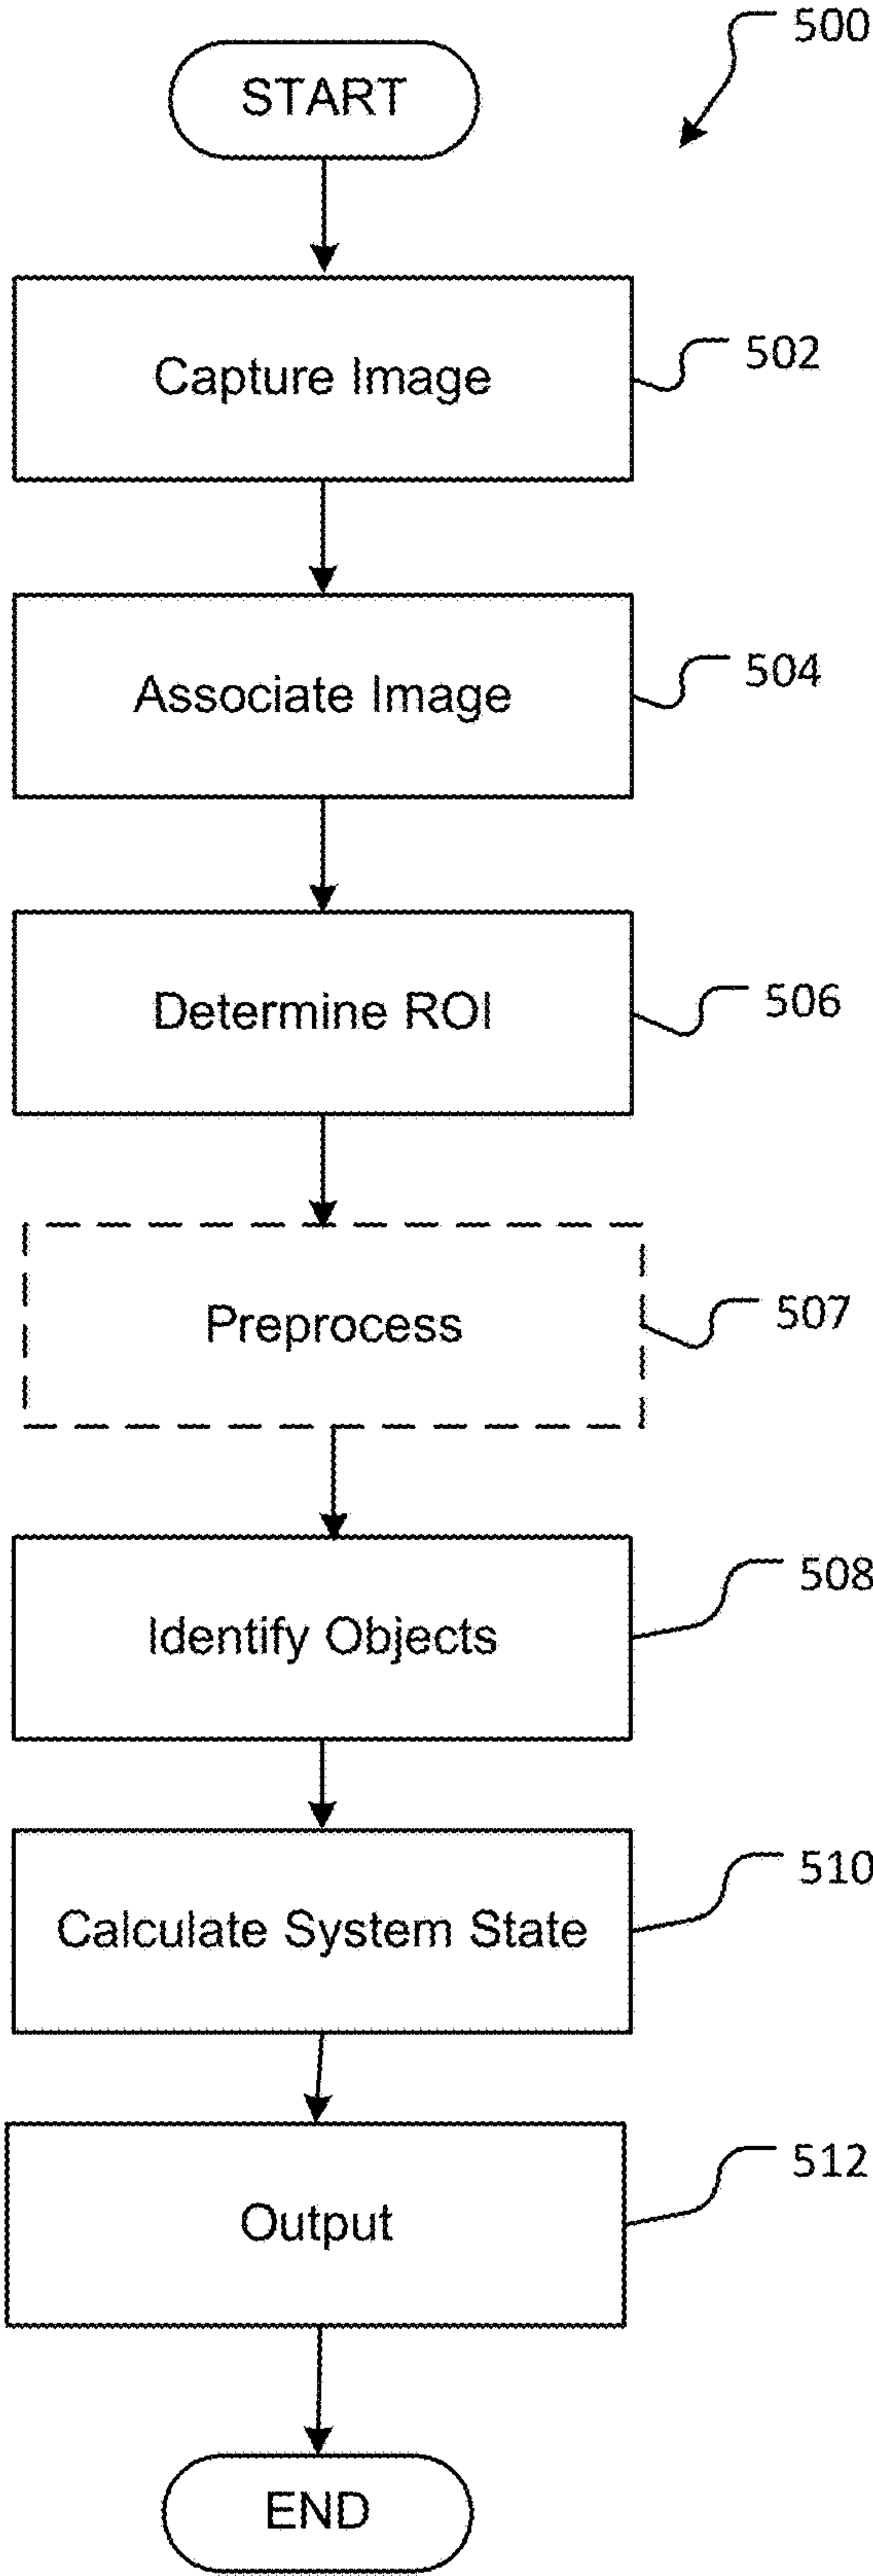 500
START
Capture Image
502
Associate Image
504
Determine ROI
506
Preprocess
507
Identify Objects
508
Calculate System State
510
Output
512
END